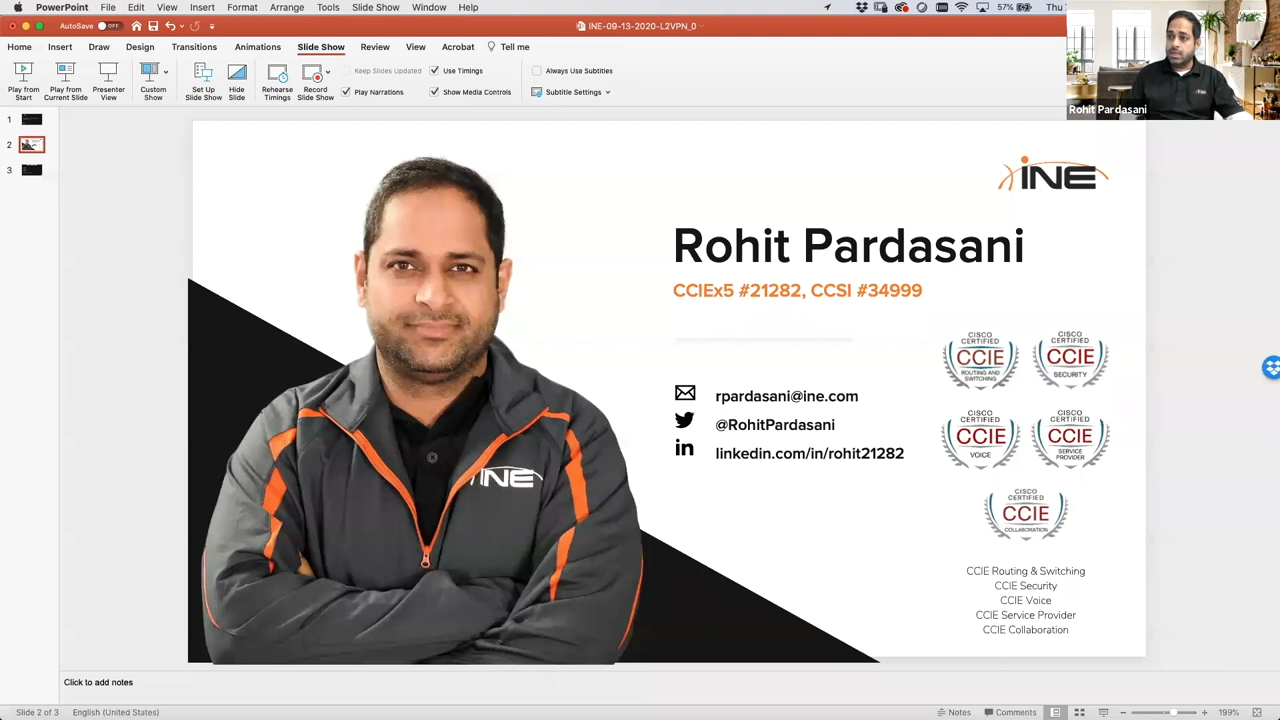 PowerPoint File Edit View Insert Format Arrange Tools Slide Show Window Help 57% Thu
AutoSave OFF INE-09-13-2020-L2VPN_0
Home Insert Draw Design Transitions Animations Slide Show Review View Acrobat Tell me
Play from Start
Play from Current Slide
Presenter View
Custom Show
Set Up Slide Show
Hide Slide
Rehearse Timings
Record Slide Show
Keep Slides Updated
Play Narrations
Use Timings
Show Media Controls
Always Use Subtitles
Subtitle Settings
Rohit Pardasani
1
2
3
INE
Rohit Pardasani
CCIEx5 #21282, CCSI #34999
rpardasani@ine.com
@RohitPardasani
in linkedin.com/in/rohit21282
INE
CISCO CERTIFIED
CCIE
ROUTING AND SWITCHING
CISCO CERTIFIED
CCIE
SECURITY
CISCO CERTIFIED
CCIE
VOICE
CISCO CERTIFIED
CCIE
SERVICE PROVIDER
CISCO CERTIFIED
CCIE
COLLABORATION
CCIE Routing & Switching
CCIE Security
CCIE Voice
CCIE Service Provider
CCIE Collaboration
Click to add notes
Slide 2 of 3 English (United States) Notes Comments 199%